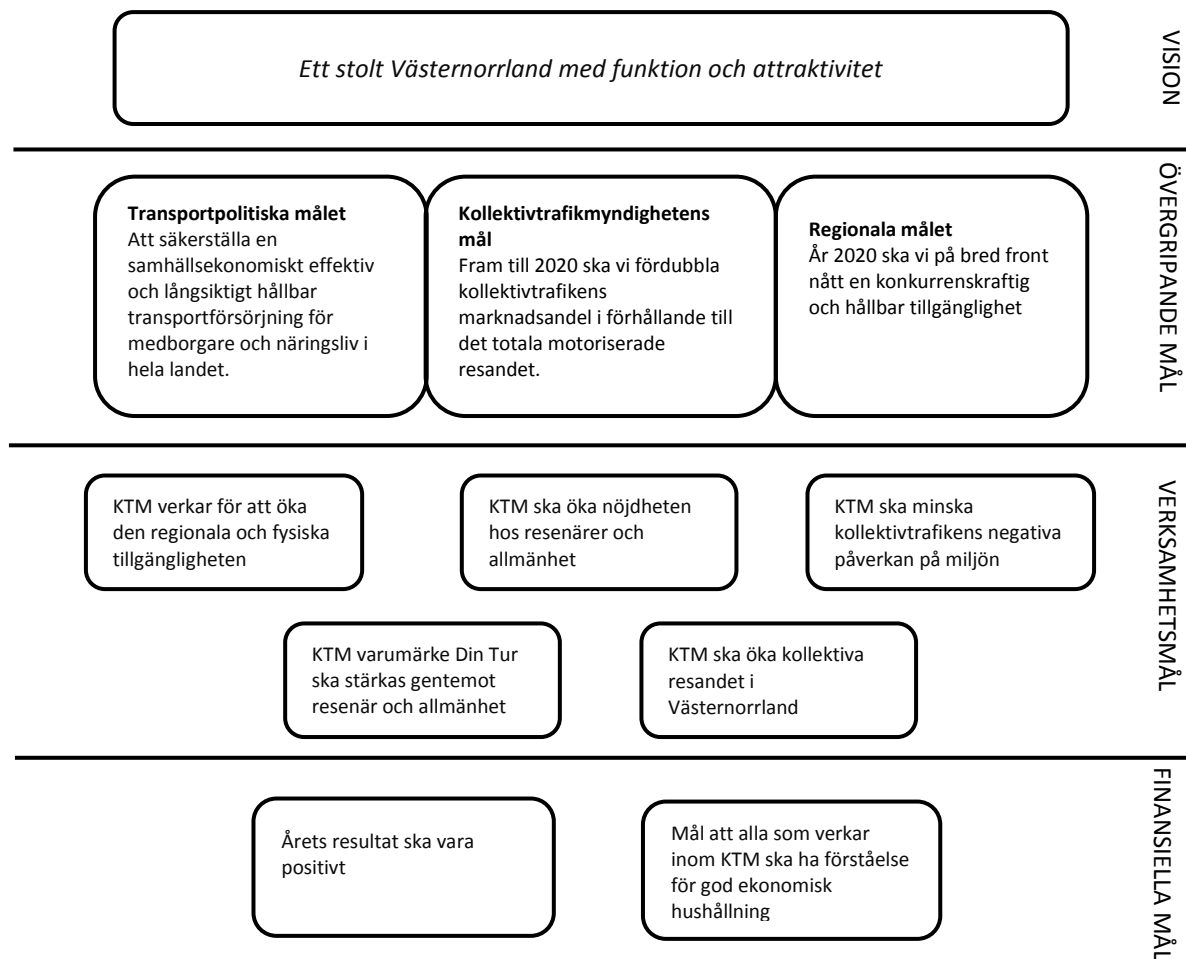 Ett stolt Västernorrland med funktion och attraktivitet
VISION
Transportpolitiska målet
Att säkerställa en
samhällsekonomiskt effektiv
och långsiktigt hållbar
transportförsörjning för
medborgare och näringsliv i
hela landet.
Kollektivtrafikmyndighetens
mål
Fram till 2020 ska vi fördubbla
kollektivtrafikens
marknadsandel i förhållande till
det totala motoriserade
resandet.
Regionala målet
År 2020 ska vi på bred front
nått en konkurrenskraftig
och hållbar tillgänglighet
ÖVERGRIPANDE MÅL
KTM verkar för att öka
den regionala och fysiska
tillgängligheten
KTM ska öka nöjdheten
hos resenärer och
allmänhet
KTM ska minska
kollektivtrafikens negativa
påverkan på miljön
KTM varumärke Din Tur
ska stärkas gentemot
resenär och allmänhet
KTM ska öka kollektiva
resandet i
Västernorrland
VERKSAMHETSMÅL
Årets resultat ska vara
positivt
Mål att alla som verkar
inom KTM ska ha förståelse
för god ekonomisk
hushållning
FINANSIELLA MÅL